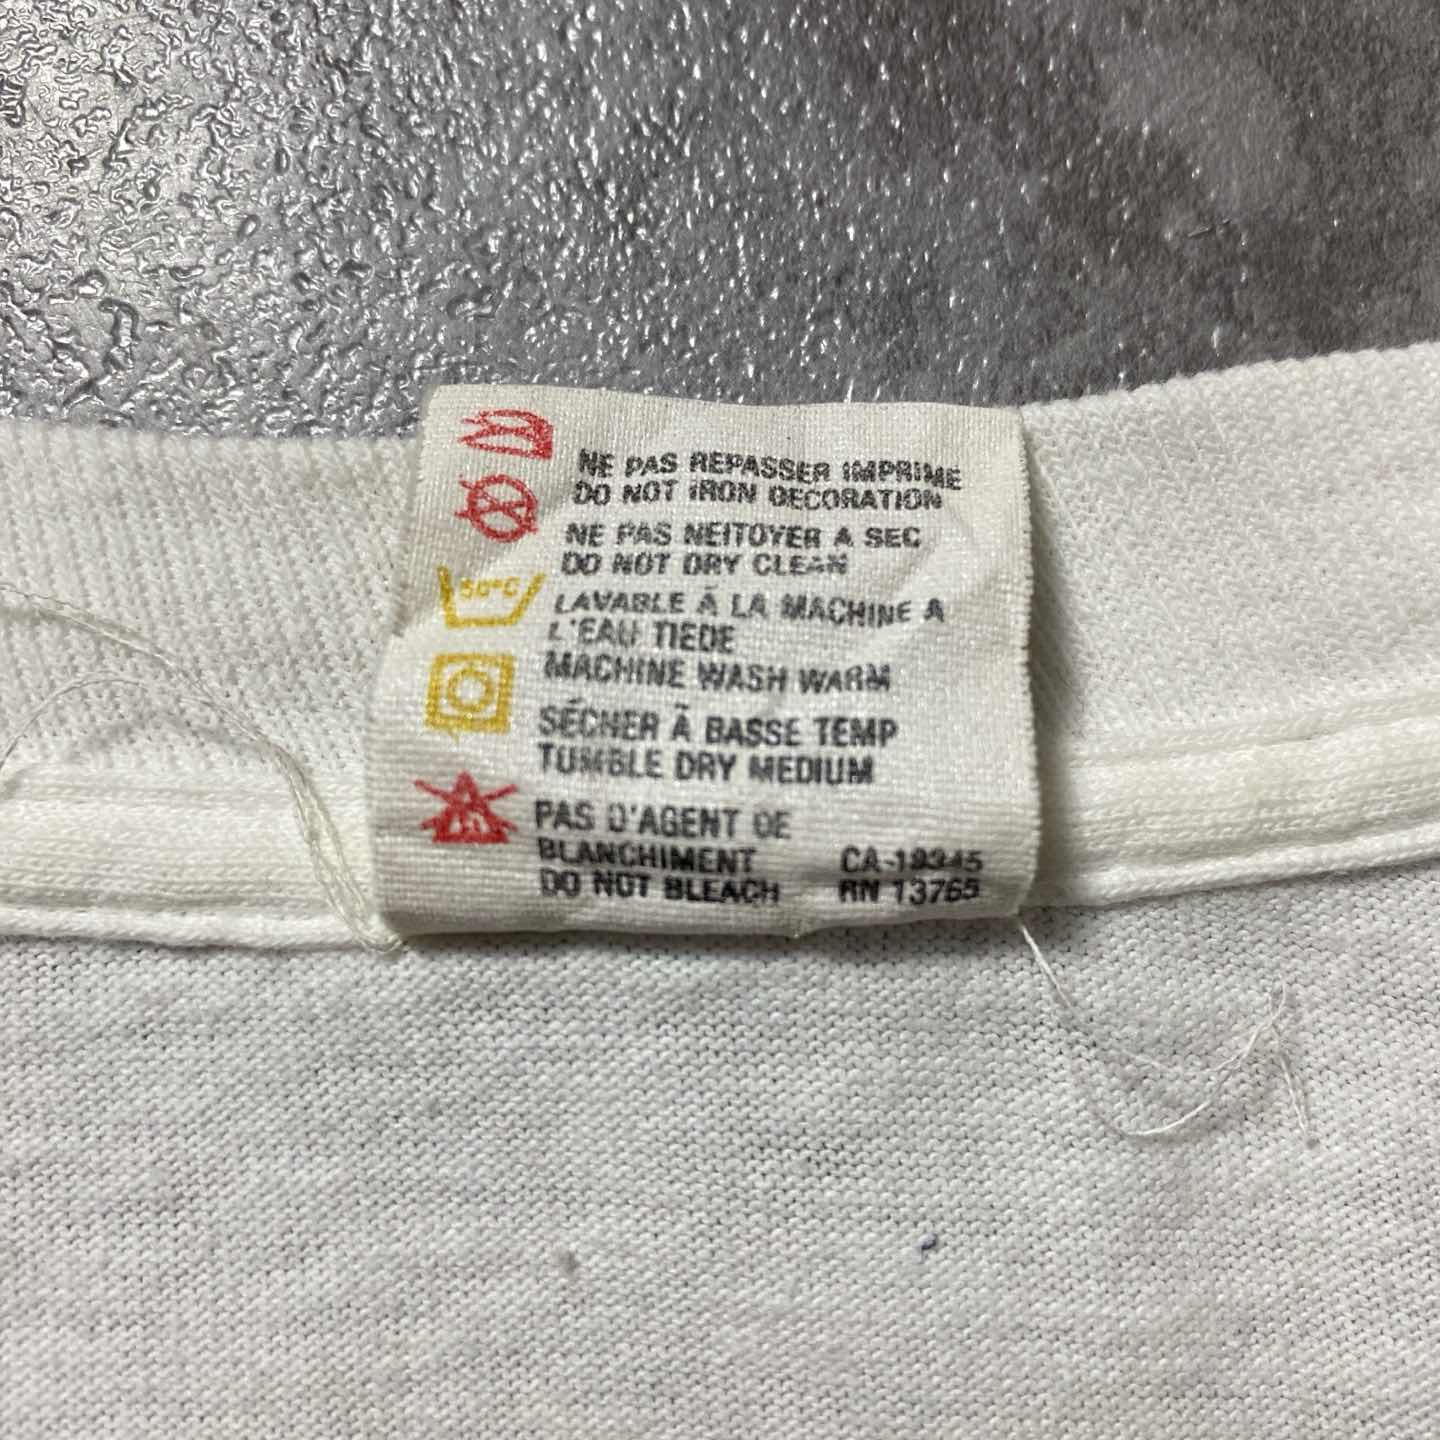 NE PAS REPASSER IMPRIME
DO NOT IRON DECORATION
NE PAS NEITOYER A SEC
DO NOT DRY CLEAN
50°C
LAVABLE À LA MACHINE A
L'EAU TIEDE
MACHINE WASH WARM
SÉCHER À BASSE TEMP
TUMBLE DRY MEDIUM
PAS D'AGENT DE
BLANCHIMENT CA-19345
DO NOT BLEACH RN 13765